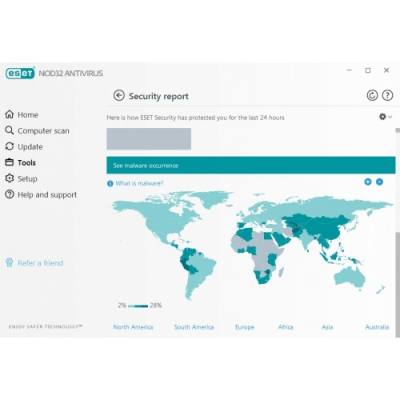 eset NOD32 ANTIVIRUS
Security report
Here is how ESET Security has protected you for the last 24 hours
Home
Computer scan
Update
Tools
Setup
Help and support
Refer a friend
See malware occurrence
What is malware?
2% 28%
North America South America Europe Africa Asia Australia
ENJOY SAFER TECHNOLOGY™